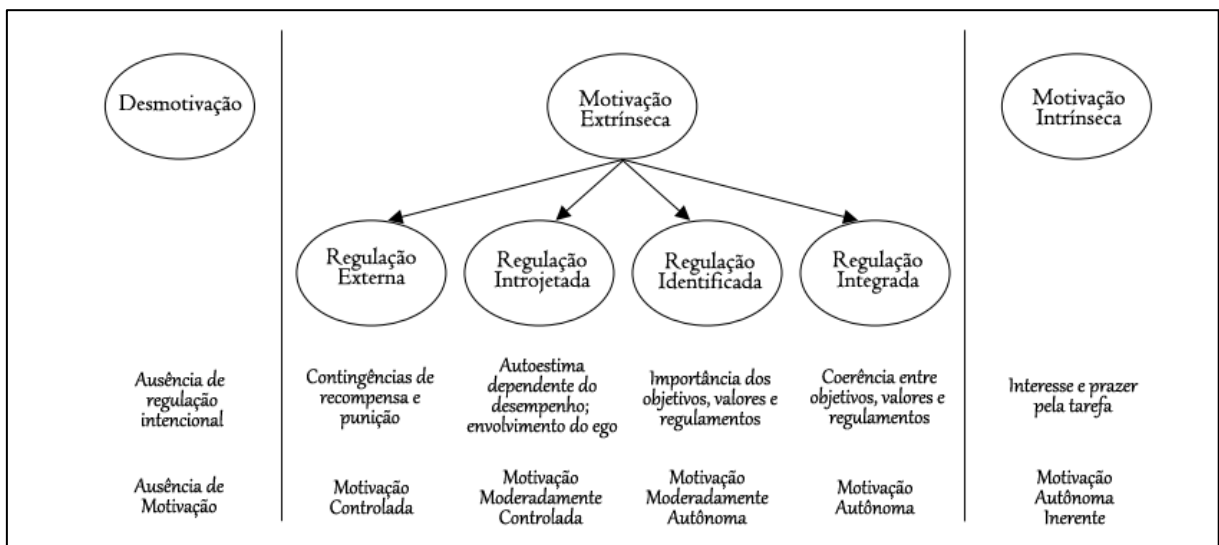 Desmotivação
Motivação
Extrínseca
Motivação
Intrínseca
Regulação
Externa
Regulação
Introjetada
Regulação
Identificada
Regulação
Integrada
Ausência de
regulação
intencional
Contingências de
recompensa e
punição
Autoestima
dependente do
desempenho;
envolvimento do ego
Importância dos
objetivos, valores e
regulamentos
Coerência entre
objetivos, valores e
regulamentos
Interesse e prazer
pela tarefa
Ausência de
Motivação
Motivação
Controlada
Motivação
Moderadamente
Controlada
Motivação
Moderadamente
Autônoma
Motivação
Autônoma
Motivação
Autônoma
Inerente